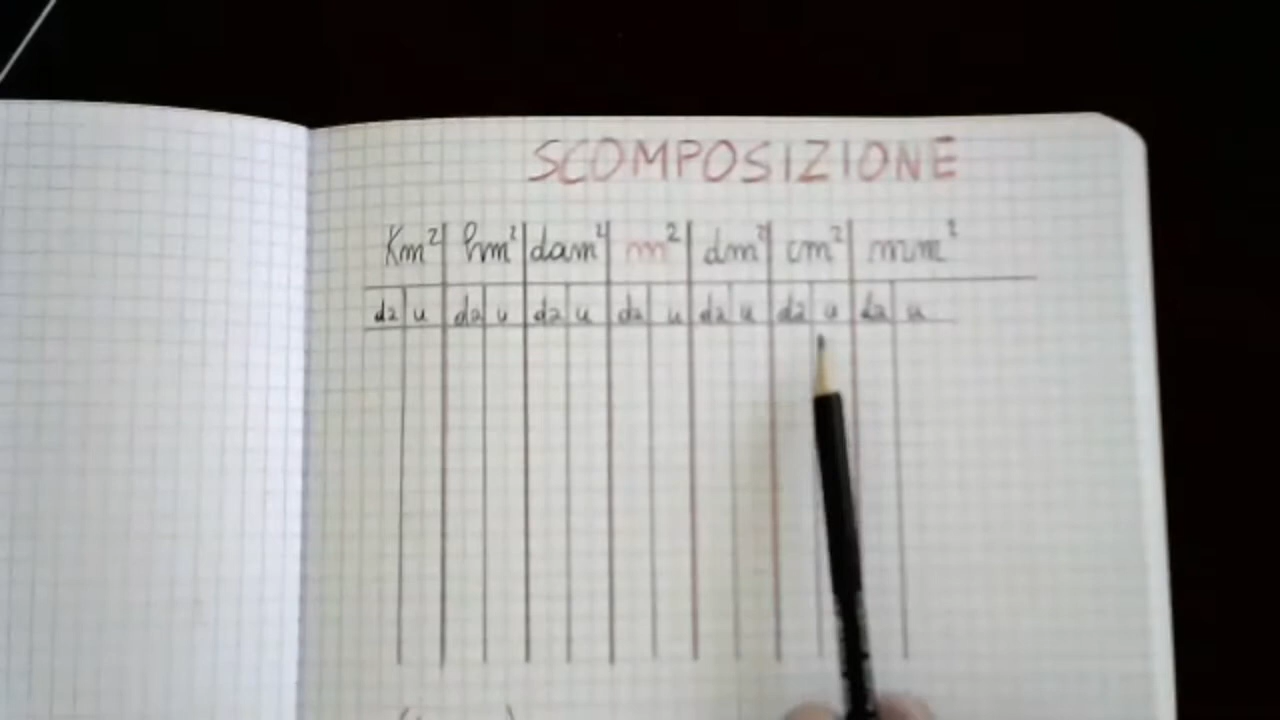 SCOMPOSIZIONE
Km² hm² dam² m² dm² cm² mm²
da u da u da u da u da u da u da u